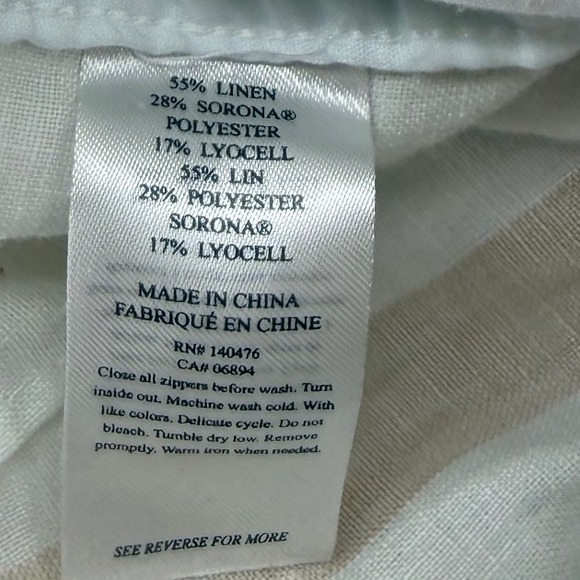 55% LINEN
28% SORONA®
POLYESTER
17% LYOCELL
55% LIN
28% POLYESTER
SORONA®
17% LYOCELL
MADE IN CHINA
FABRIQUÉ EN CHINE
RN# 140476
CA# 06894
Close all zippers before wash. Turn
inside out. Machine wash cold. With
like colors. Delicate cycle. Do not
bleach. Tumble dry low. Remove
promptly. Warm iron when needed.
SEE REVERSE FOR MORE